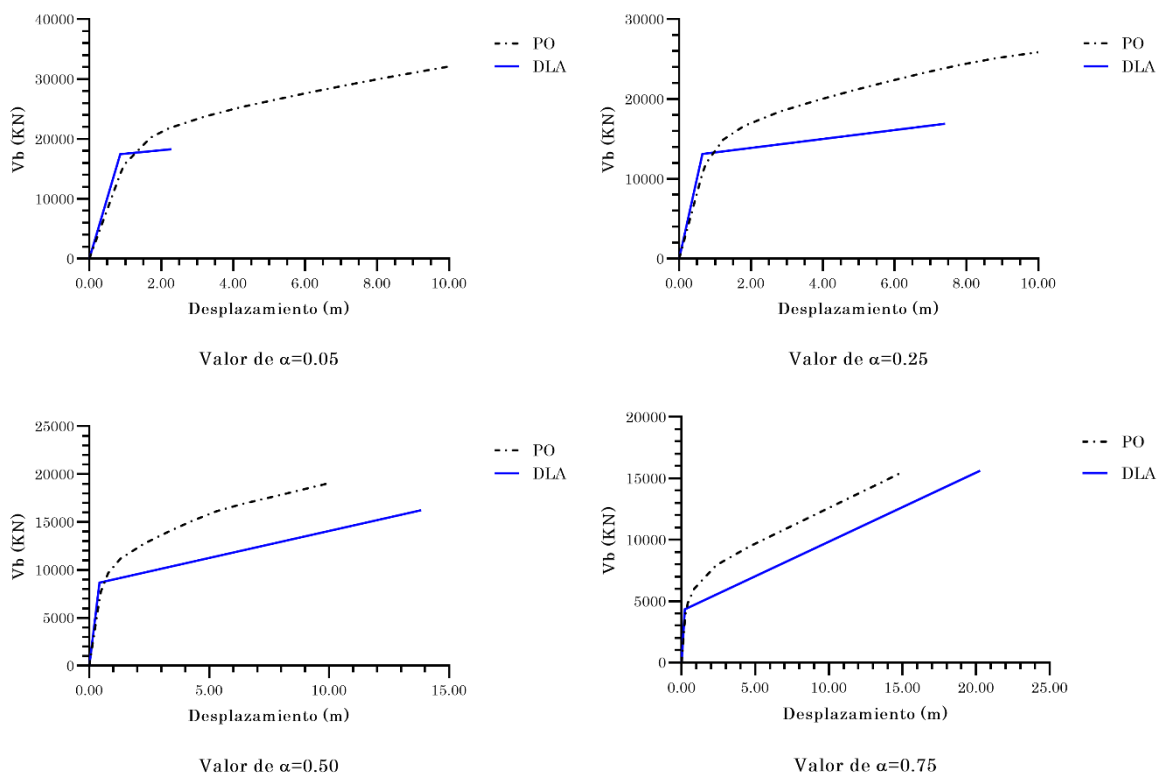 40000
30000
20000
10000
0
Vb (KN)
0.00 2.00 4.00 6.00 8.00 10.00
Desplazamiento (m)
PO
DLA
Valor de α=0.05
30000
20000
10000
0
Vb (KN)
0.00 2.00 4.00 6.00 8.00 10.00
Desplazamiento (m)
PO
DLA
Valor de α=0.25
25000
20000
15000
10000
5000
0
Vb (KN)
0.00 5.00 10.00 15.00
Desplazamiento (m)
PO
DLA
Valor de α=0.50
20000
15000
10000
5000
0
Vb (KN)
0.00 5.00 10.00 15.00 20.00 25.00
Desplazamiento (m)
PO
DLA
Valor de α=0.75